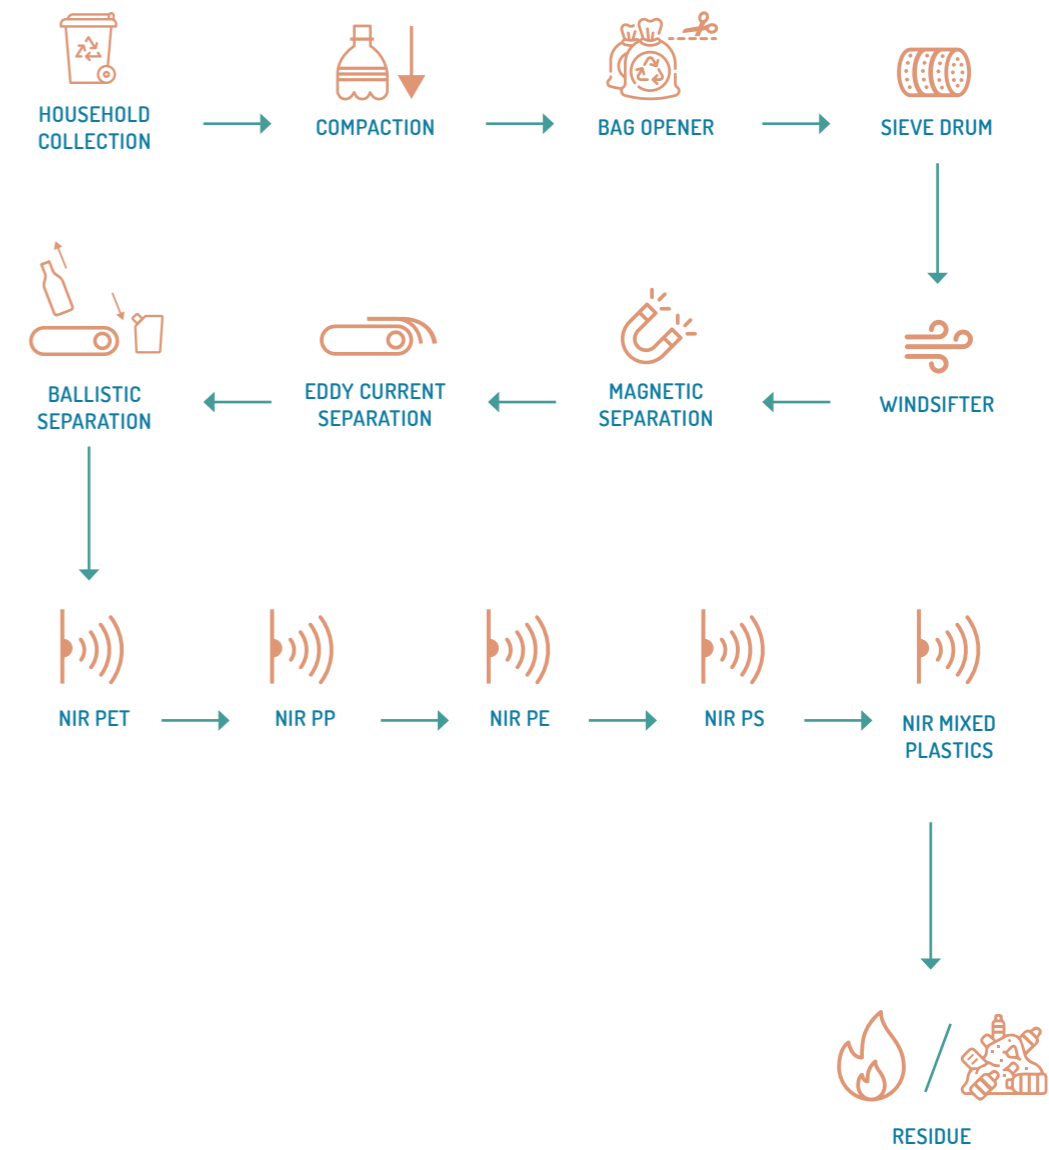 HOUSEHOLD
COLLECTION
COMPACTION
BAG OPENER
SIEVE DRUM
BALLISTIC
SEPARATION
EDDY CURRENT
SEPARATION
MAGNETIC
SEPARATION
WINDSIFTER
NIR PET
NIR PP
NIR PE
NIR PS
NIR MIXED
PLASTICS
RESIDUE